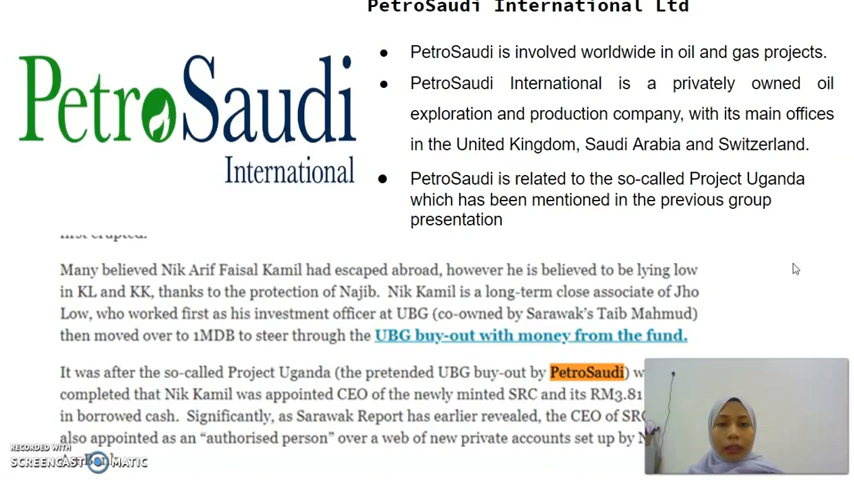 PetroSaudi International Ltd
PetroSaudi
International
● PetroSaudi is involved worldwide in oil and gas projects.
● PetroSaudi International is a privately owned oil
exploration and production company, with its main offices
in the United Kingdom, Saudi Arabia and Switzerland.
● PetroSaudi is related to the so-called Project Uganda
which has been mentioned in the previous group
presentation
first erupted.
Many believed Nik Arif Faisal Kamil had escaped abroad, however he is believed to be lying low
in KL and KK, thanks to the protection of Najib. Nik Kamil is a long-term close associate of Jho
Low, who worked first as his investment officer at UBG (co-owned by Sarawak's Taib Mahmud)
then moved over to 1MDB to steer through the UBG buy-out with money from the fund.
It was after the so-called Project Uganda (the pretended UBG buy-out by PetroSaudi)
completed that Nik Kamil was appointed CEO of the newly minted SRC and its RM3.81
in borrowed cash. Significantly, as Sarawak Report has earlier revealed, the CEO of SRC
also appointed as an “authorised person” over a web of new private accounts set up by
RECORDED WITH
SCREENCAST MATIC